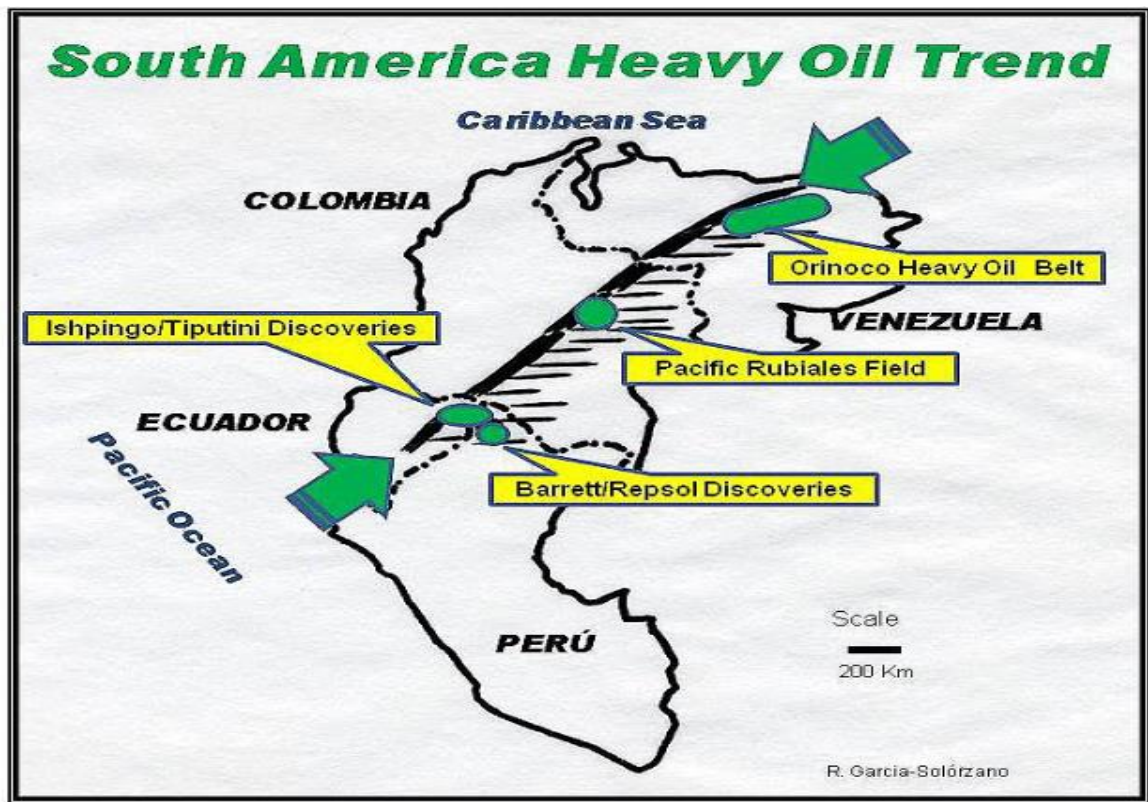 South America Heavy Oil Trend
Caribbean Sea
COLOMBIA
Orinoco Heavy Oil Belt
Ishpingo/Tiputini Discoveries
VENEZUELA
Pacific Rubiales Field
ECUADOR
Pacific Ocean
Barrett/Repsol Discoveries
PERÚ
Scale
200 Km
R. Garcia-Solórzano